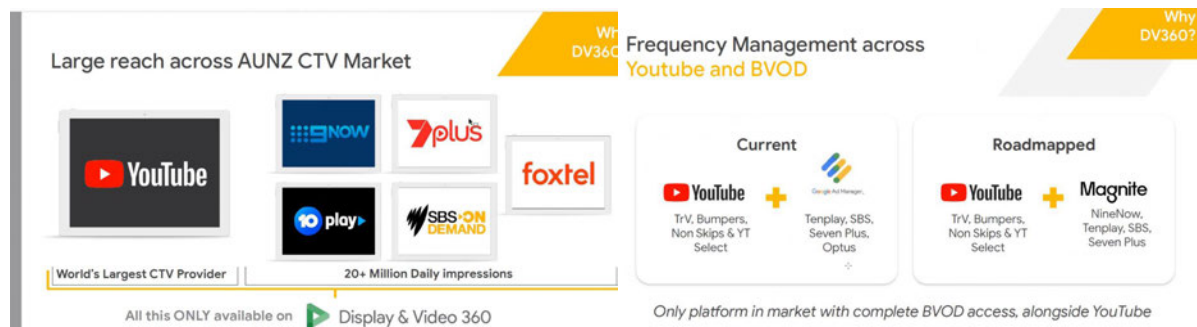 Wh
DV360
Large reach across AUNZ CTV Market
YouTube
9NOW
7plus
10 play
SBS ON
DEMAND
foxtel
World's Largest CTV Provider
20+ Million Daily impressions
All this ONLY available on
Display & Video 360
Why
DV360?
Frequency Management across
Youtube and BVOD
Current
YouTube
TrV, Bumpers,
Non Skips & YT
Select
Google Ad Manager
Tenplay, SBS,
Seven Plus,
Optus
Roadmapped
YouTube
TrV, Bumpers,
Non Skips & YT
Select
Magnite
NineNow,
Tenplay, SBS,
Seven Plus
Only platform in market with complete BVOD access, alongside YouTube